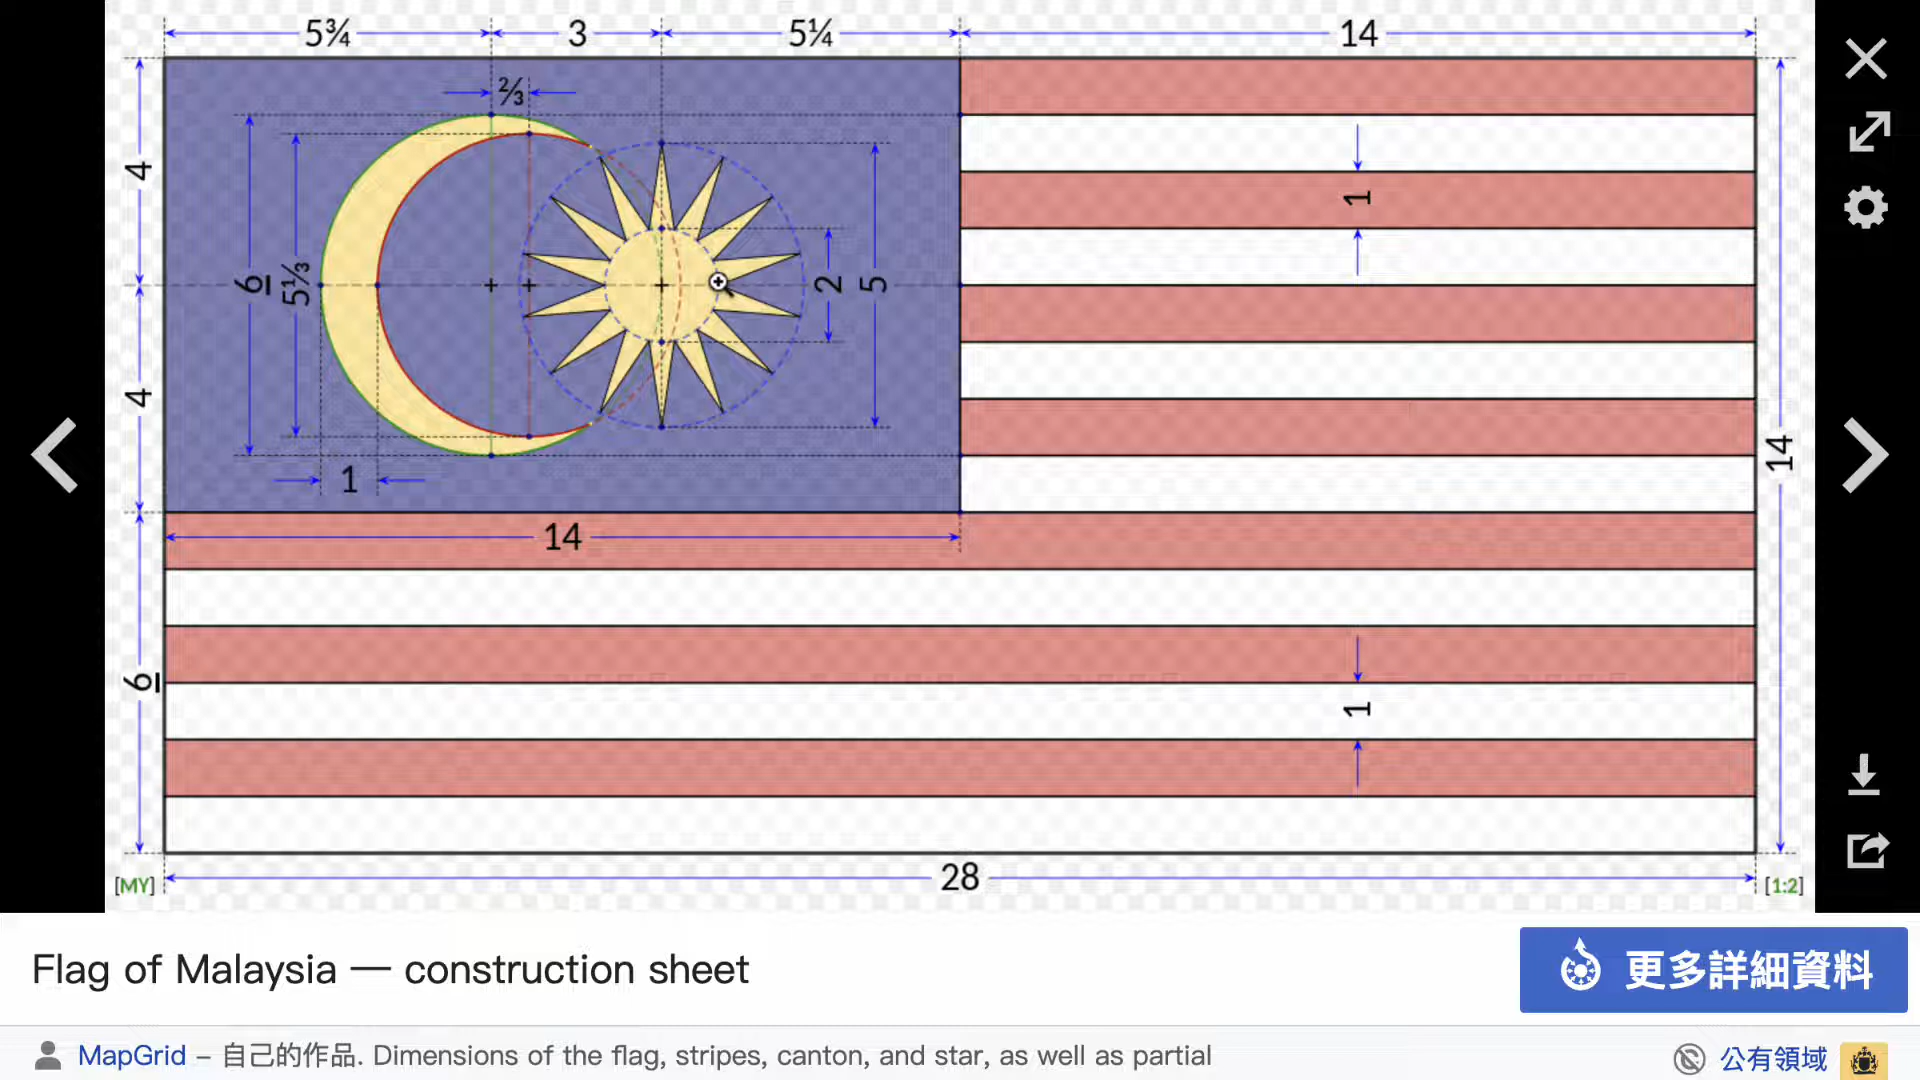 5¾ 3 5¼ 14
⅔
4
1
6 5⅓ 2 5
4
1
14
14
6
1
28
[MY] [1:2]
Flag of Malaysia — construction sheet
更多詳細資料
MapGrid – 自己的作品. Dimensions of the flag, stripes, canton, and star, as well as partial
公有領域